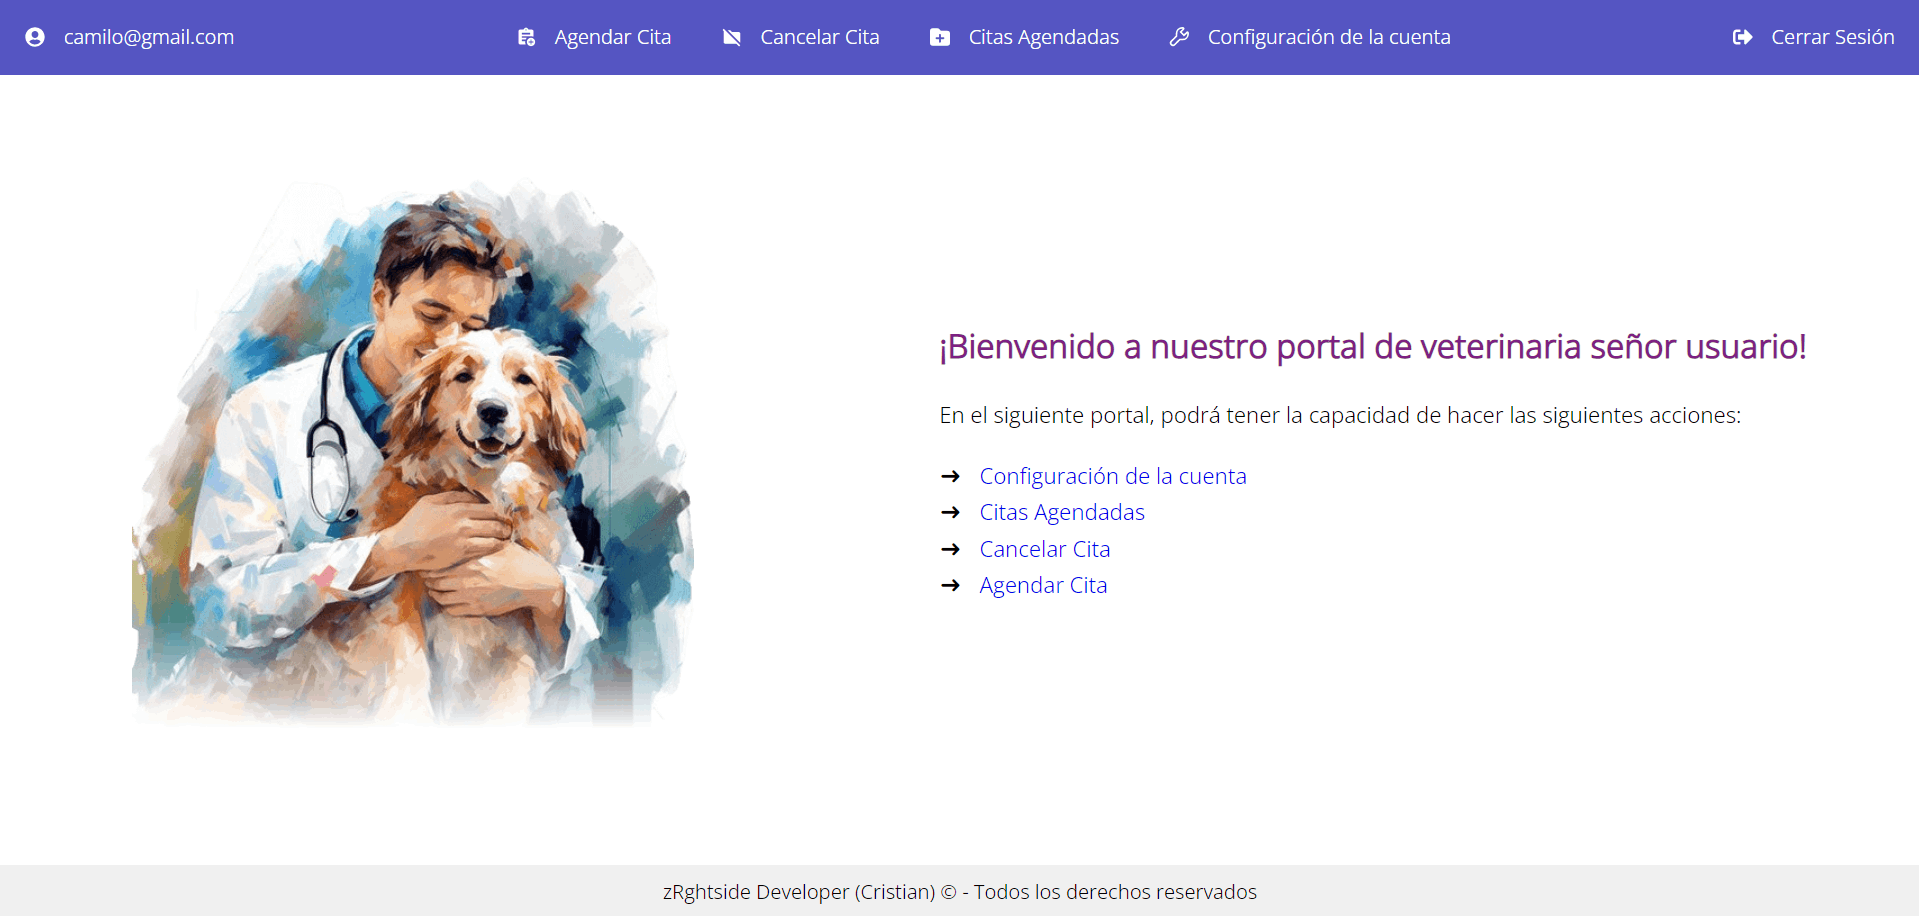 camilo@gmail.com
Agendar Cita
Cancelar Cita
Citas Agendadas
Configuración de la cuenta
Cerrar Sesión
¡Bienvenido a nuestro portal de veterinaria señor usuario!
En el siguiente portal, podrá tener la capacidad de hacer las siguientes acciones:
Configuración de la cuenta
Citas Agendadas
Cancelar Cita
Agendar Cita
zRghtside Developer (Cristian) © - Todos los derechos reservados